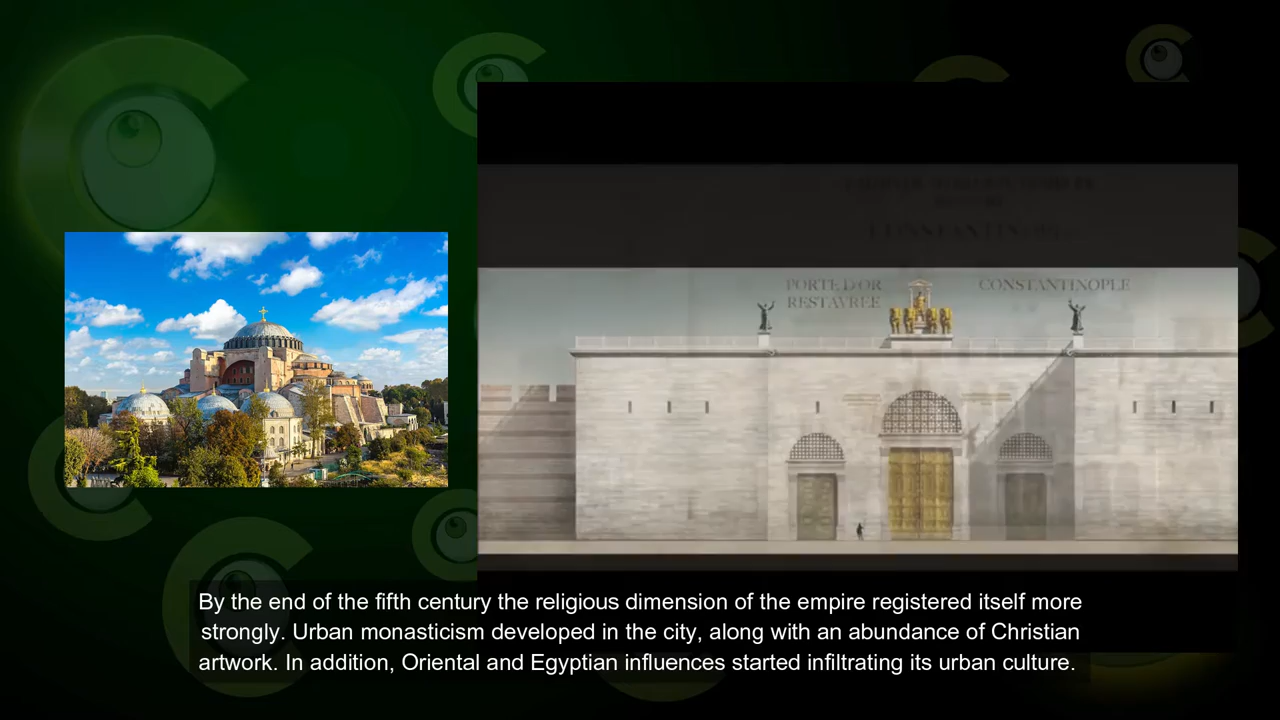 PORTE D'OR
RESTAVREE
CONSTANTINOPLE
By the end of the fifth century the religious dimension of the empire registered itself more
strongly. Urban monasticism developed in the city, along with an abundance of Christian
artwork. In addition, Oriental and Egyptian influences started infiltrating its urban culture.